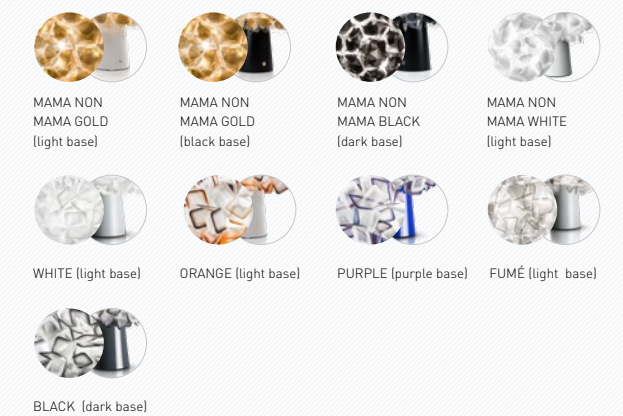 MAMA NON
MAMA GOLD
(light base)
MAMA NON
MAMA GOLD
(black base)
MAMA NON
MAMA BLACK
(dark base)
MAMA NON
MAMA WHITE
(light base)
WHITE (light base)
ORANGE (light base)
PURPLE (purple base)
FUMÉ (light base)
BLACK (dark base)